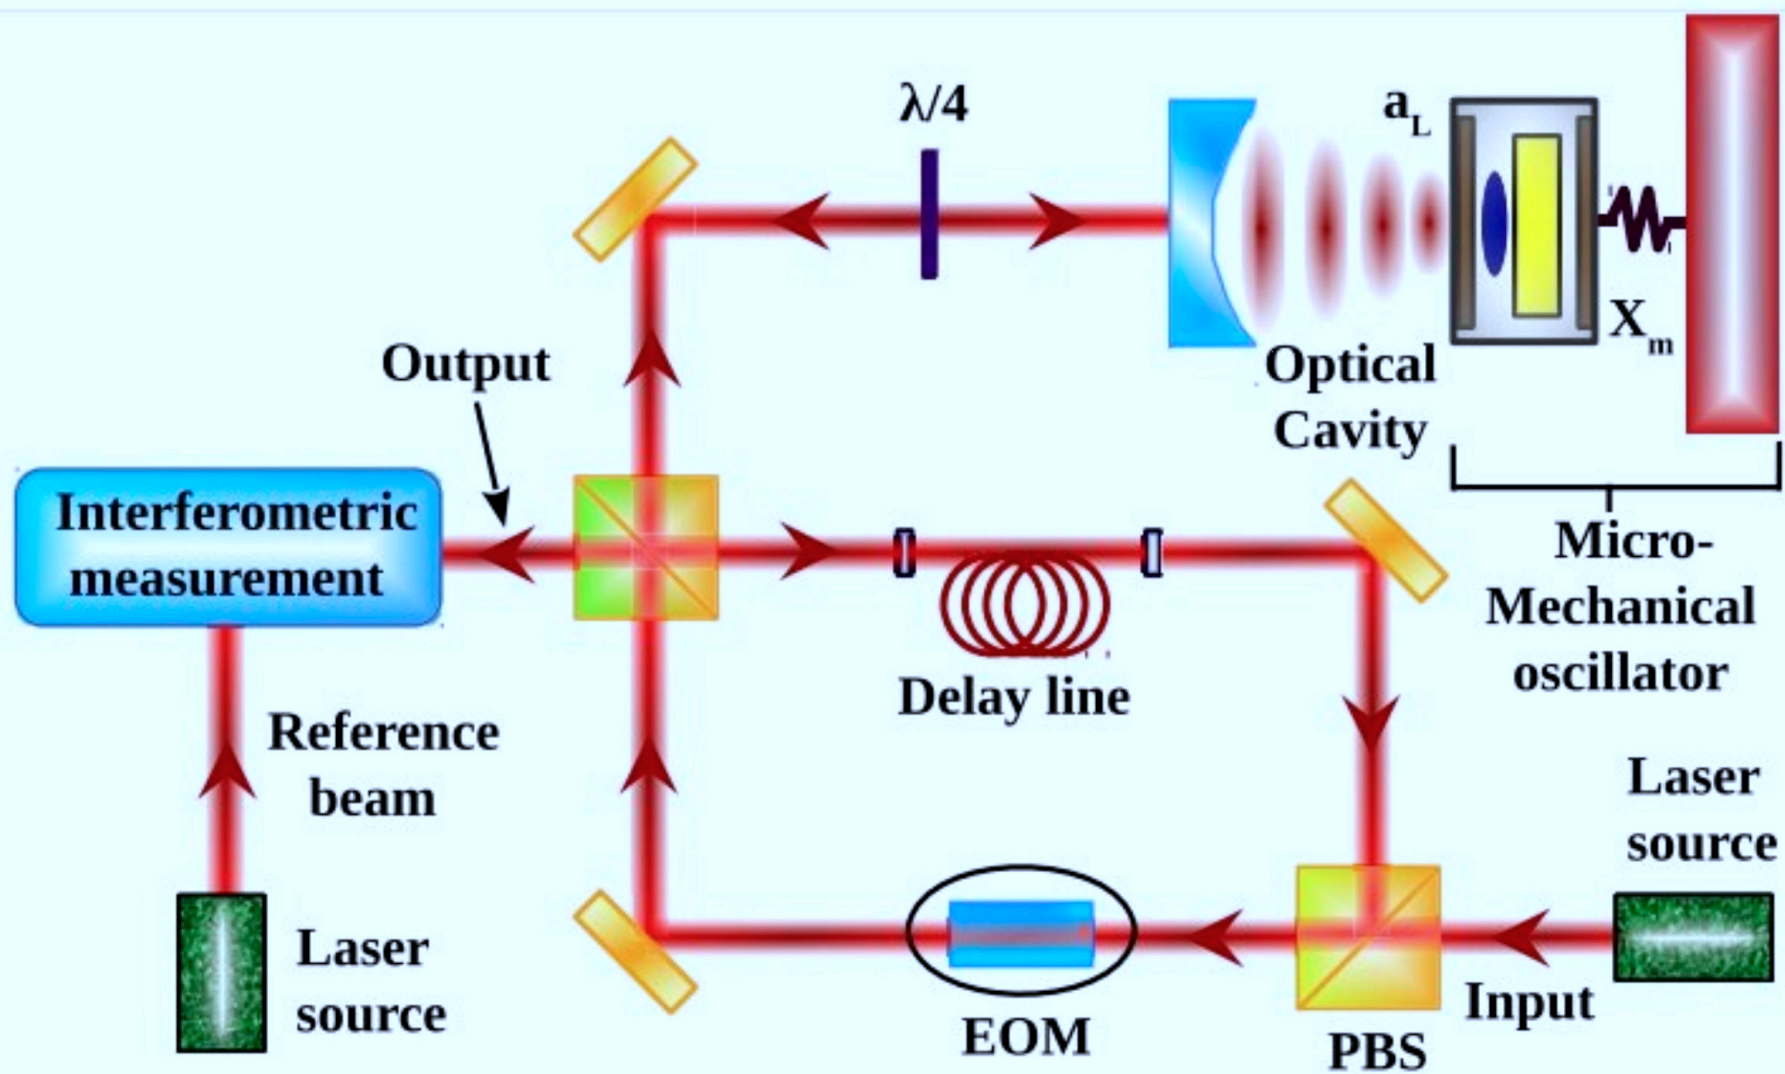 λ/4
a_L
Output
Optical
Cavity
X_m
Interferometric
measurement
Micro-
Mechanical
oscillator
Delay line
Reference
beam
Laser
source
Laser
source
Input
EOM
PBS